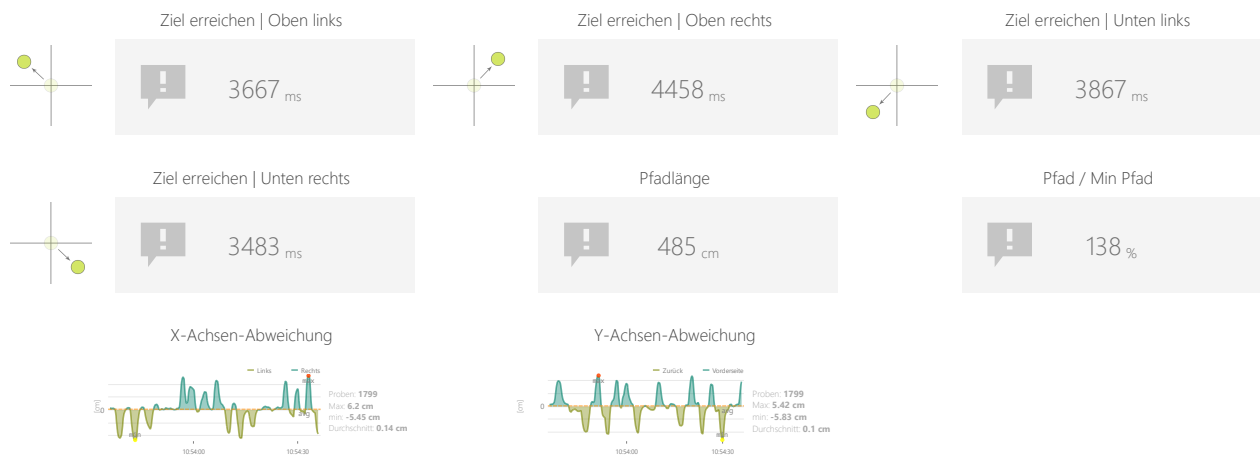 Ziel erreichen | Oben links
Ziel erreichen | Oben rechts
Ziel erreichen | Unten links
3667 ms
4458 ms
3867 ms
Ziel erreichen | Unten rechts
Pfadlänge
Pfad / Min Pfad
3483 ms
485 cm
138 %
X-Achsen-Abweichung
Y-Achsen-Abweichung
Links
Rechts
max
[cm]
0
avg
min
10:54:00
10:54:30
Proben: 1799
Max: 6.2 cm
min: -5.45 cm
Durchschnitt: 0.14 cm
Zurück
Vorderseite
max
[cm]
0
avg
min
10:54:00
10:54:30
Proben: 1799
Max: 5.42 cm
min: -5.83 cm
Durchschnitt: 0.1 cm